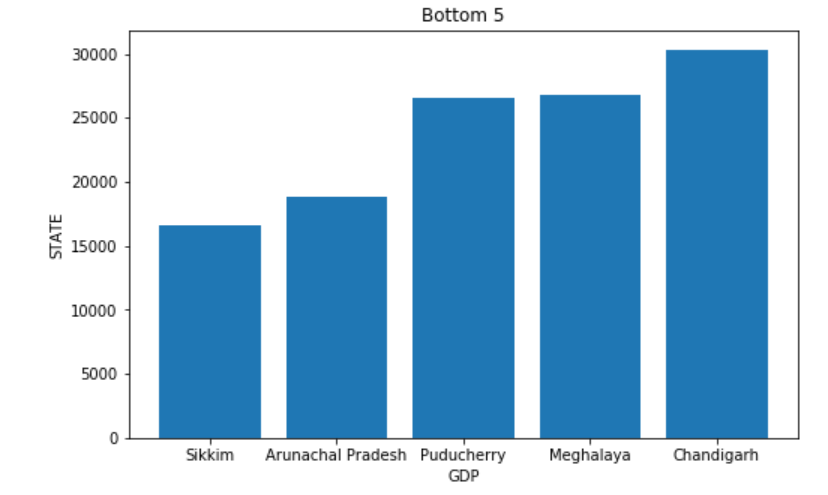 Bottom 5
30000
25000
20000
15000
10000
5000
0
STATE
Sikkim Arunachal Pradesh Puducherry Meghalaya Chandigarh
GDP